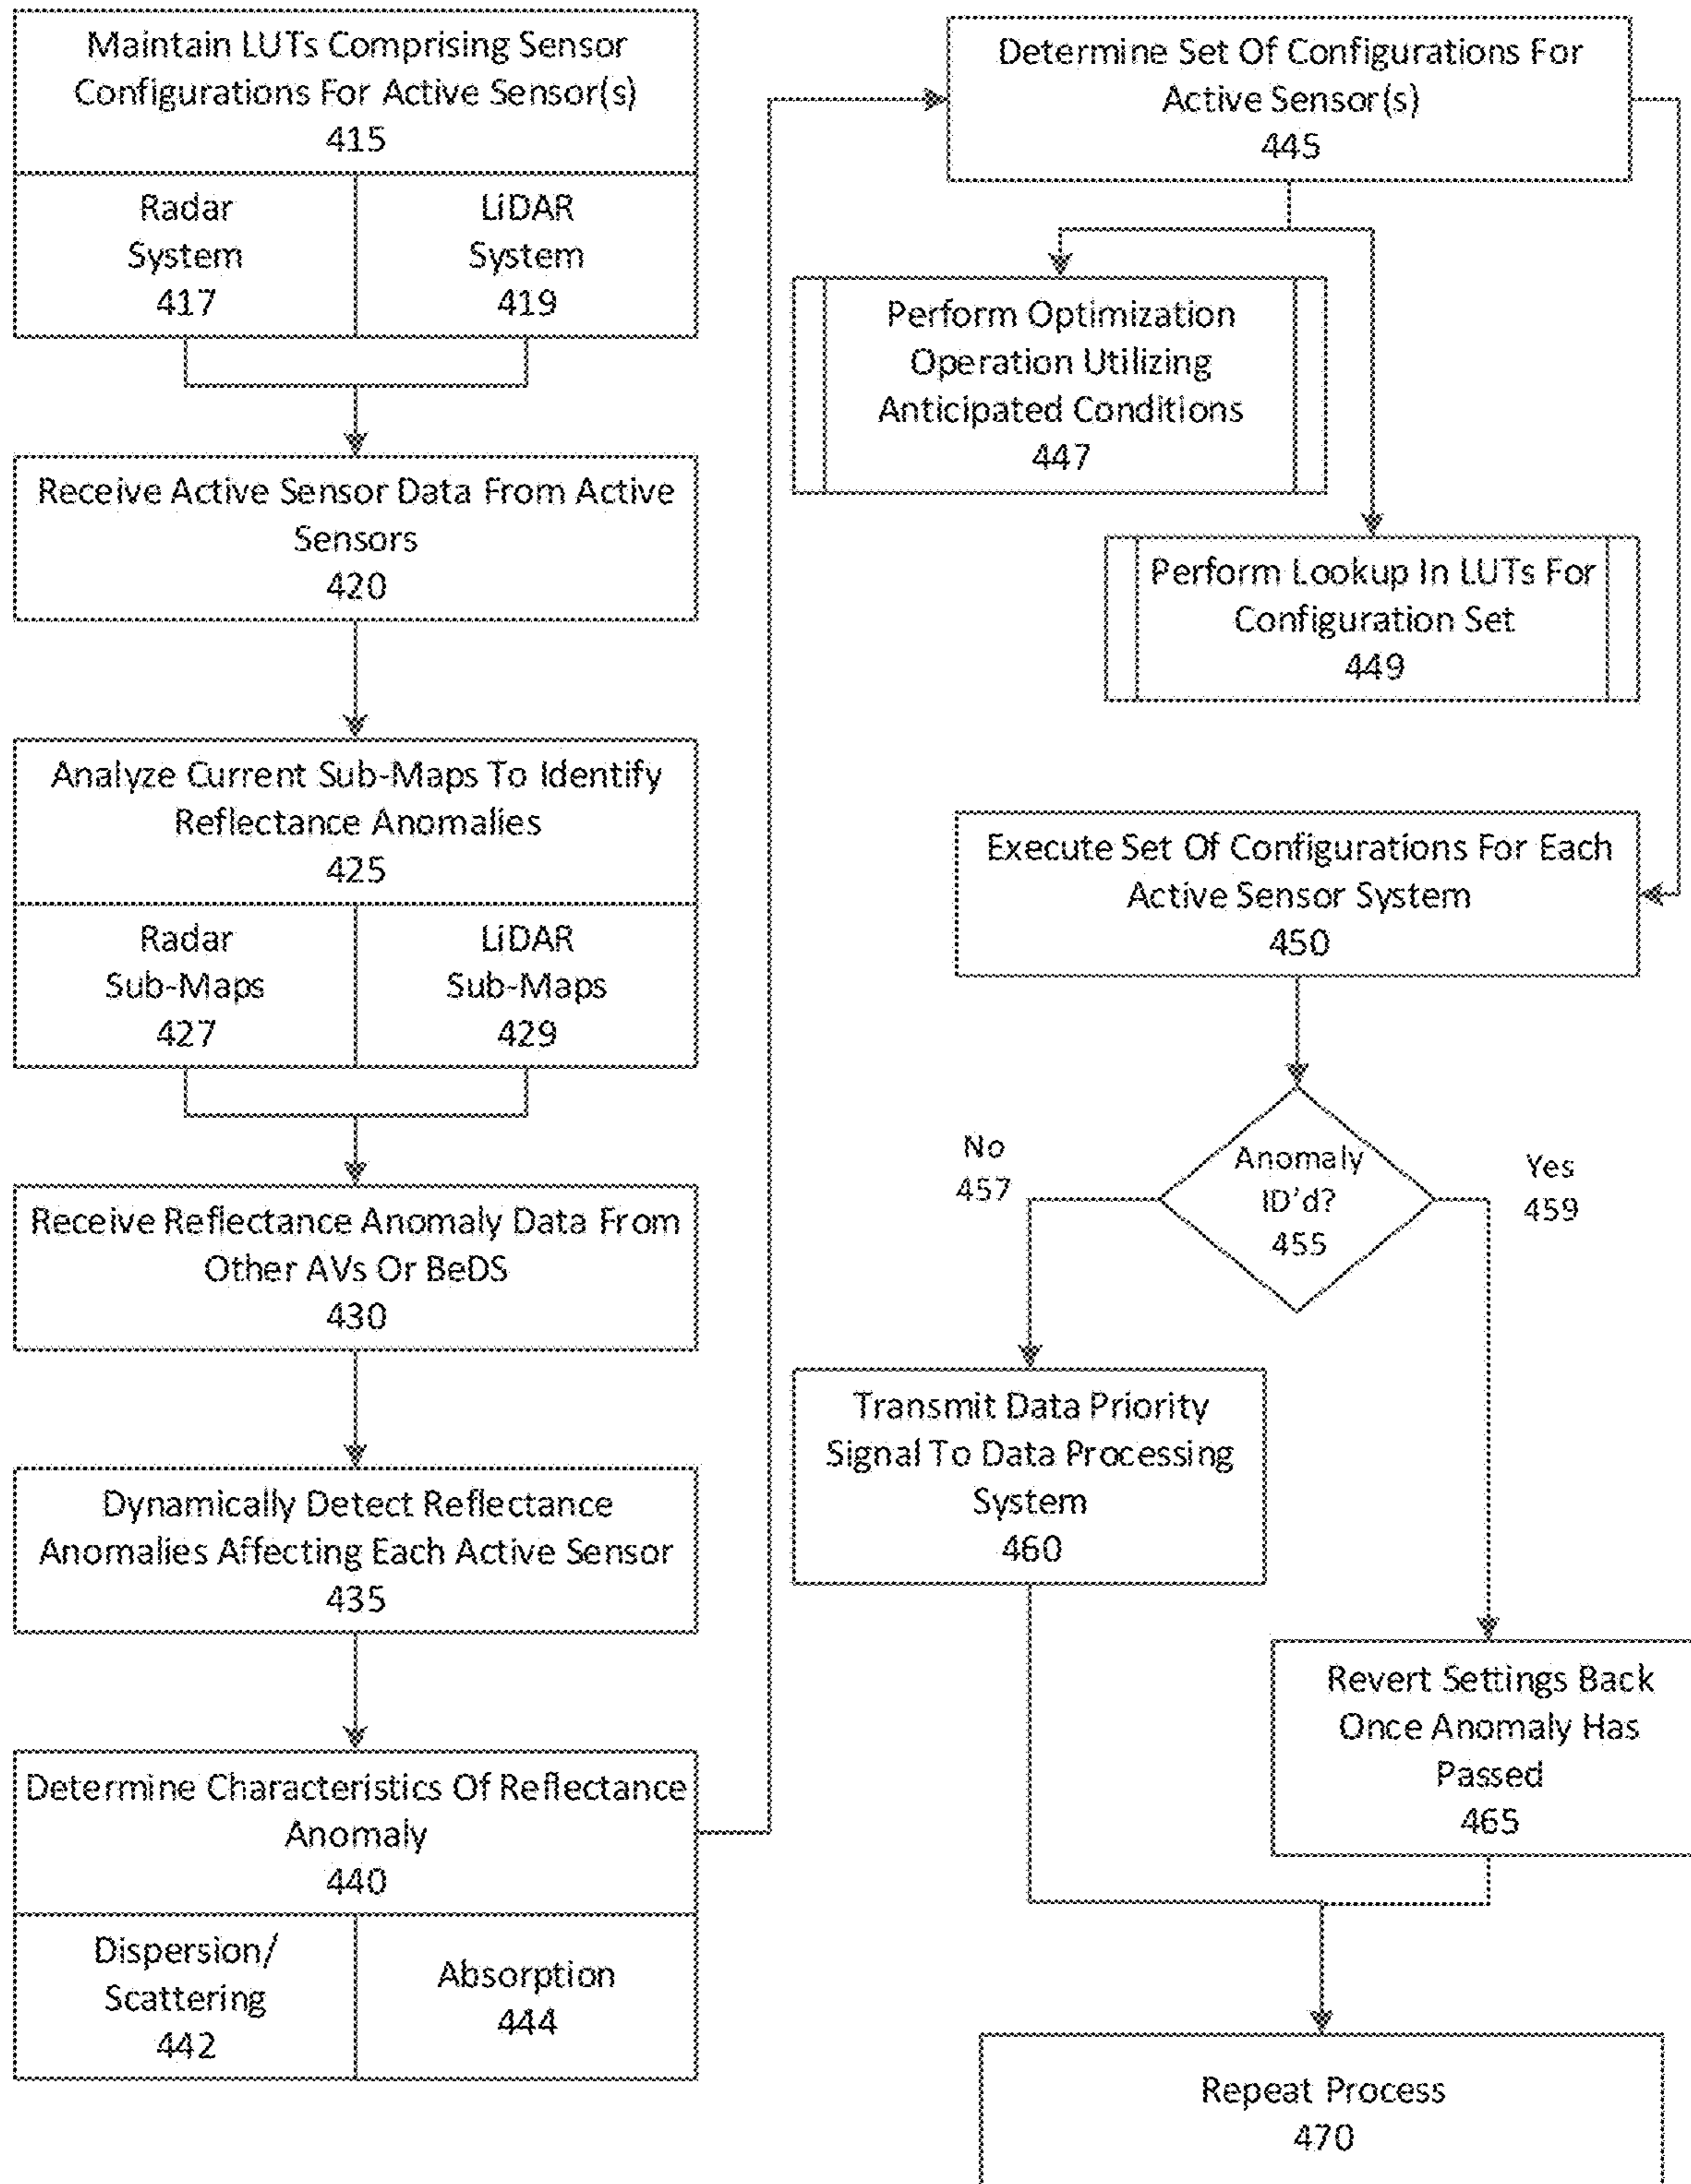 Maintain LUTs Comprising Sensor
Configurations For Active Sensor(s)
415
Radar
System
417
LiDAR
System
419
Receive Active Sensor Data From Active
Sensors
420
Analyze Current Sub-Maps To Identify
Reflectance Anomalies
425
Radar
Sub-Maps
427
LiDAR
Sub-Maps
429
Receive Reflectance Anomaly Data From
Other AVs Or BeDS
430
Dynamically Detect Reflectance
Anomalies Affecting Each Active Sensor
435
Determine Characteristics Of Reflectance
Anomaly
440
Dispersion/
Scattering
442
Absorption
444
Determine Set Of Configurations For
Active Sensor(s)
445
Perform Optimization
Operation Utilizing
Anticipated Conditions
447
Perform Lookup In LUTs For
Configuration Set
449
Execute Set Of Configurations For Each
Active Sensor System
450
Anomaly
ID'd?
455
No
457
Yes
459
Transmit Data Priority
Signal To Data Processing
System
460
Revert Settings Back
Once Anomaly Has
Passed
465
Repeat Process
470